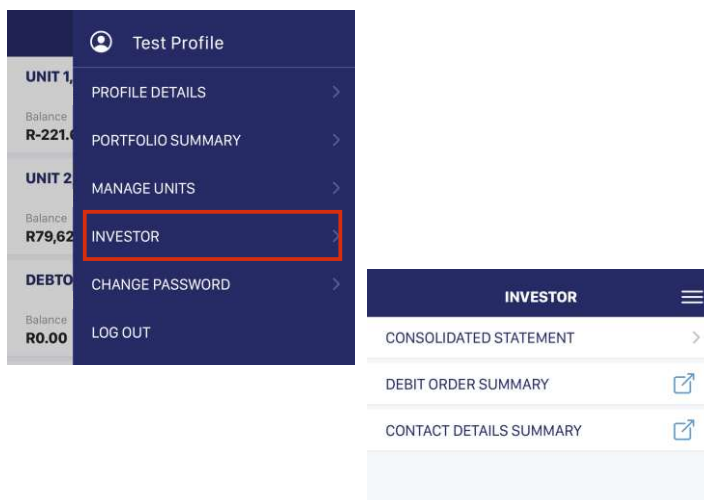 Test Profile
UNIT 1,
PROFILE DETAILS
Balance
R-221.6
PORTFOLIO SUMMARY
UNIT 2
MANAGE UNITS
Balance
R79,62
INVESTOR
DEBTO
CHANGE PASSWORD
Balance
R0.00
LOG OUT
INVESTOR
CONSOLIDATED STATEMENT
DEBIT ORDER SUMMARY
CONTACT DETAILS SUMMARY